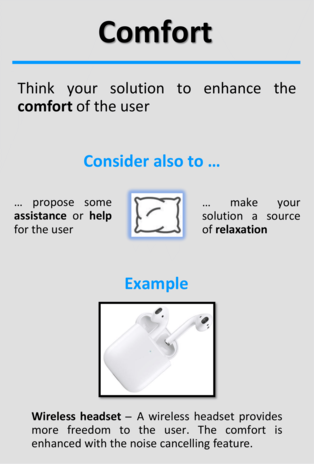 Comfort
Think your solution to enhance the
comfort of the user
Consider also to …
… propose some
assistance or help
for the user
… make your
solution a source
of relaxation
Example
Wireless headset – A wireless headset provides
more freedom to the user. The comfort is
enhanced with the noise cancelling feature.